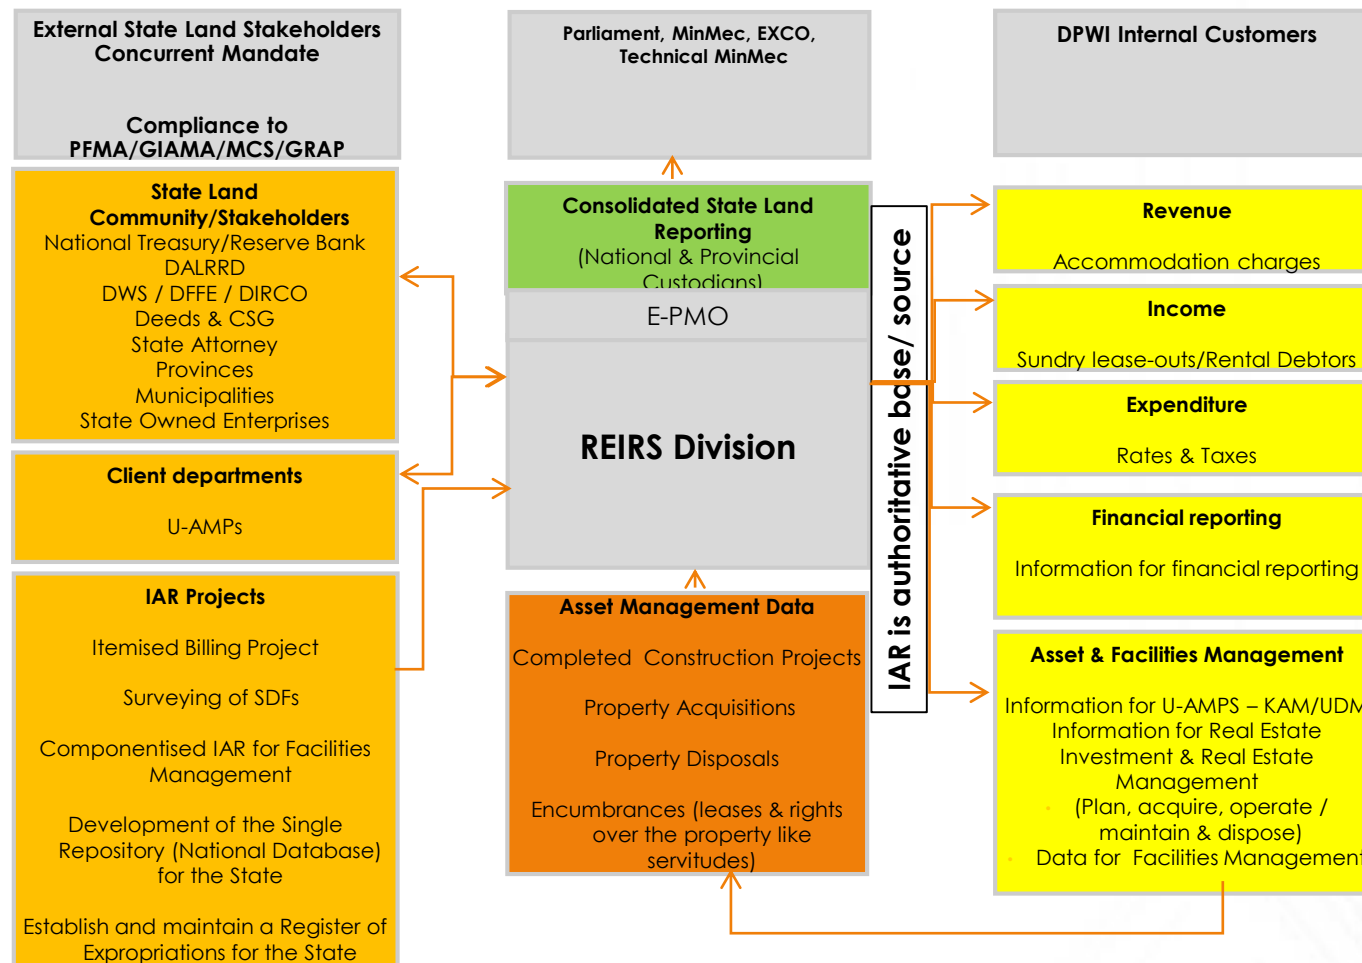 External State Land Stakeholders
Concurrent Mandate
Compliance to
PFMA/GIAMA/MCS/GRAP
State Land
Community/Stakeholders
National Treasury/Reserve Bank
DALRRD
DWS / DFFE / DIRCO
Deeds & CSG
State Attorney
Provinces
Municipalities
State Owned Enterprises
Client departments
U-AMPs
IAR Projects
Itemised Billing Project
Surveying of SDFs
Componentised IAR for Facilities
Management
Development of the Single
Repository (National Database)
for the State
Establish and maintain a Register of
Expropriations for the State
Parliament, MinMec, EXCO,
Technical MinMec
Consolidated State Land
Reporting
(National & Provincial
Custodians)
E-PMO
REIRS Division
Asset Management Data
Completed Construction Projects
Property Acquisitions
Property Disposals
Encumbrances (leases & rights
over the property like
servitudes)
IAR is authoritative base/ source
DPWI Internal Customers
Revenue
Accommodation charges
Income
Sundry lease-outs/Rental Debtors
Expenditure
Rates & Taxes
Financial reporting
Information for financial reporting
Asset & Facilities Management
Information for U-AMPS – KAM/UDM
Information for Real Estate
Investment & Real Estate
Management
• (Plan, acquire, operate /
maintain & dispose)
• Data for Facilities Management